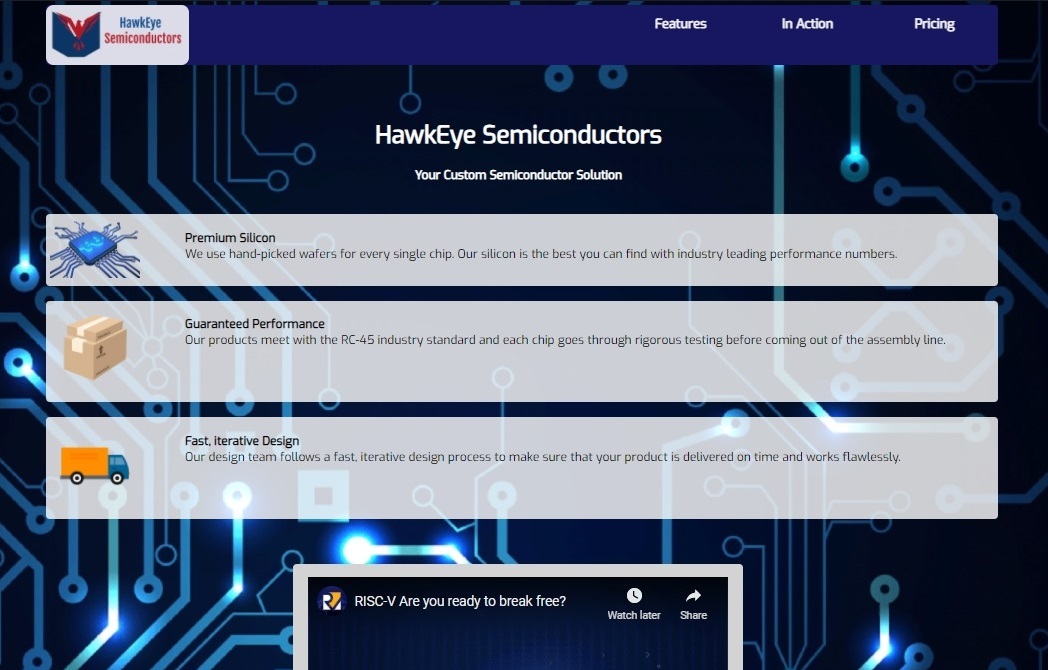 HawkEye
Semiconductors
Features
In Action
Pricing
HawkEye Semiconductors
Your Custom Semiconductor Solution
Premium Silicon
We use hand-picked wafers for every single chip. Our silicon is the best you can find with industry leading performance numbers.
Guaranteed Performance
Our products meet with the RC-45 industry standard and each chip goes through rigorous testing before coming out of the assembly line.
Fast, iterative Design
Our design team follows a fast, iterative design process to make sure that your product is delivered on time and works flawlessly.
RISC-V Are you ready to break free?
Watch later
Share